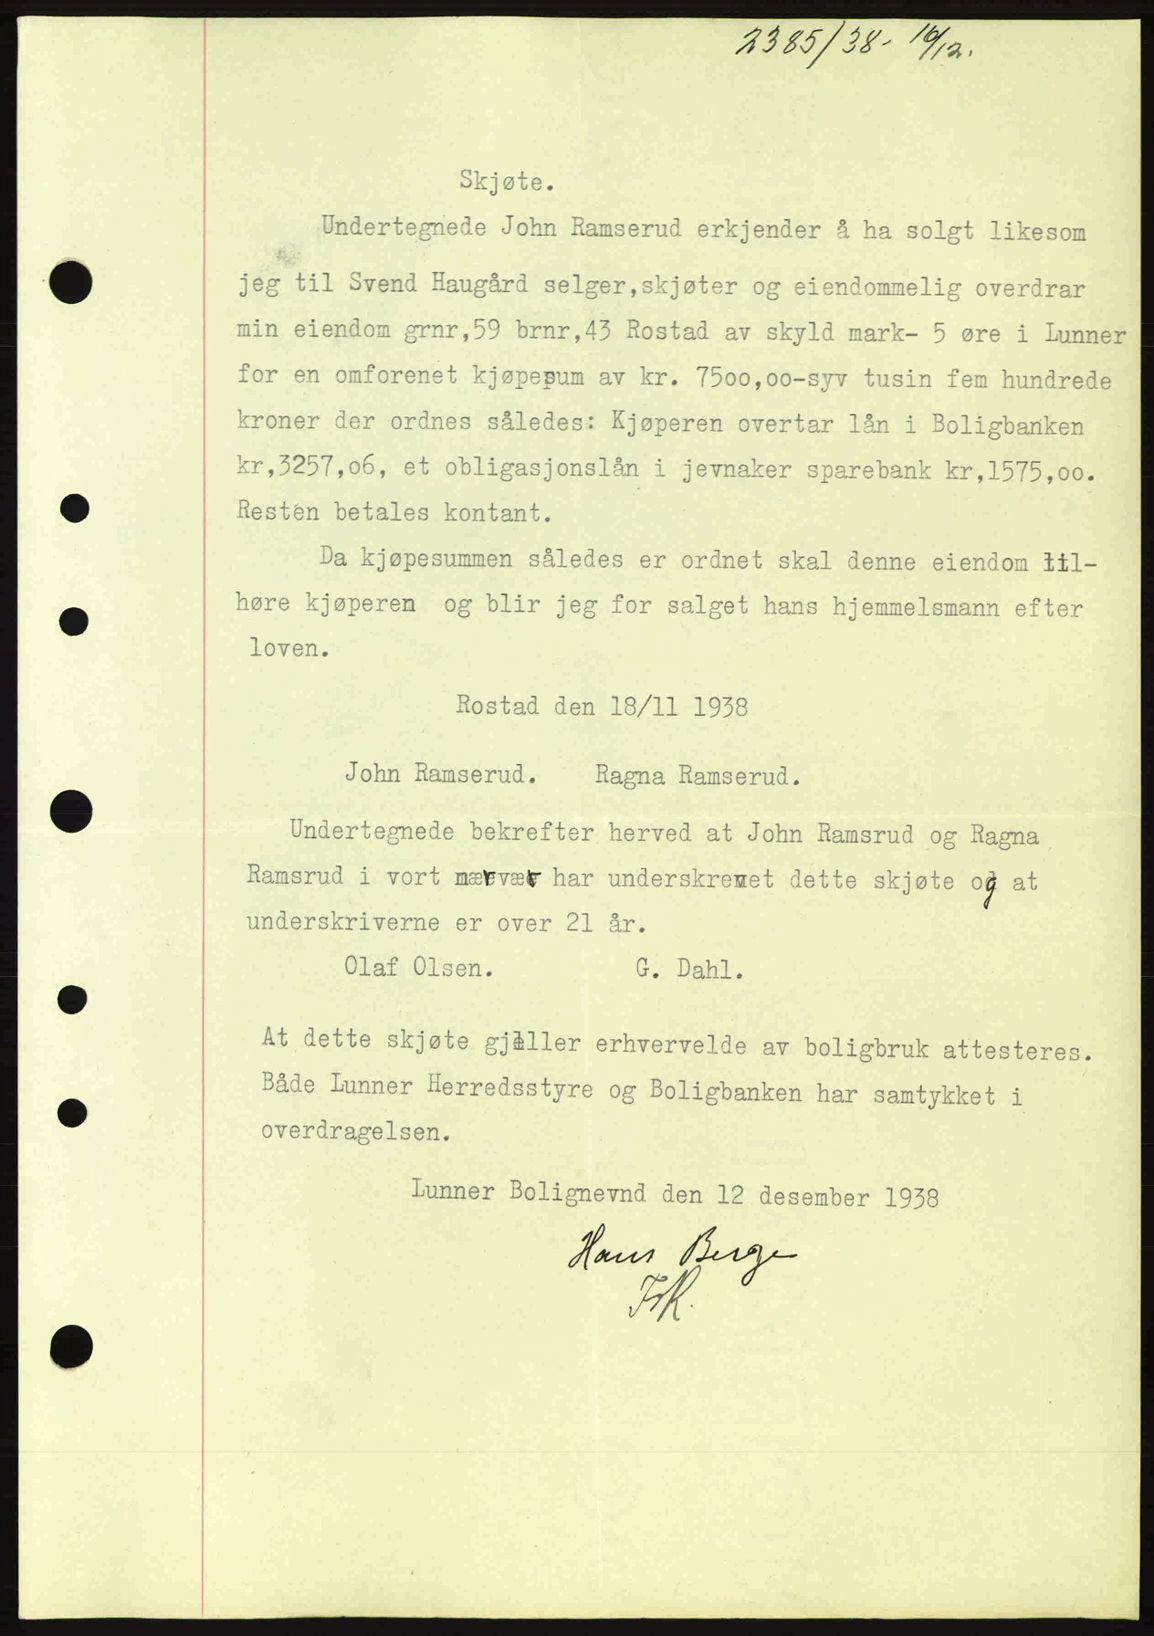 2385/38- 16/12.
Skjøte.
Undertegnede John Ramserud erkjender å ha solgt likesom
jeg til Svend Haugård selger,skjøter og eiendommelig overdrar
min eiendom grnr,59 brnr,43 Rostad av skyld mark- 5 øre i Lunner
for en omforenet kjøpesum av kr. 75oo,oo-syv tusin fem hundrede
kroner der ordnes således: Kjøperen overtar lån i Boligbanken
kr,3257,o6, et obligasjonslån i jevnaker sparebank kr,1575,oo.
Resten betales kontant.
Da kjøpesummen således er ordnet skal denne eiendom til-
høre kjøperen og blir jeg for salget hans hjemmelsmann efter
loven.
Rostad den 18/11 1938
John Ramserud. Ragna Ramserud.
Undertegnede bekrefter herved at John Ramsrud og Ragna
Ramsrud i vort nærvær har underskrevet dette skjøte og at
underskriverne er over 21 år.
Olaf Olsen. G. Dahl.
At dette skjøte gjeller erhvervelde av boligbruk attesteres.
Både Lunner Herredsstyre og Boligbanken har samtykket i
overdragelsen.
Lunner Bolignevnd den 12 desember 1938
Hans Berge